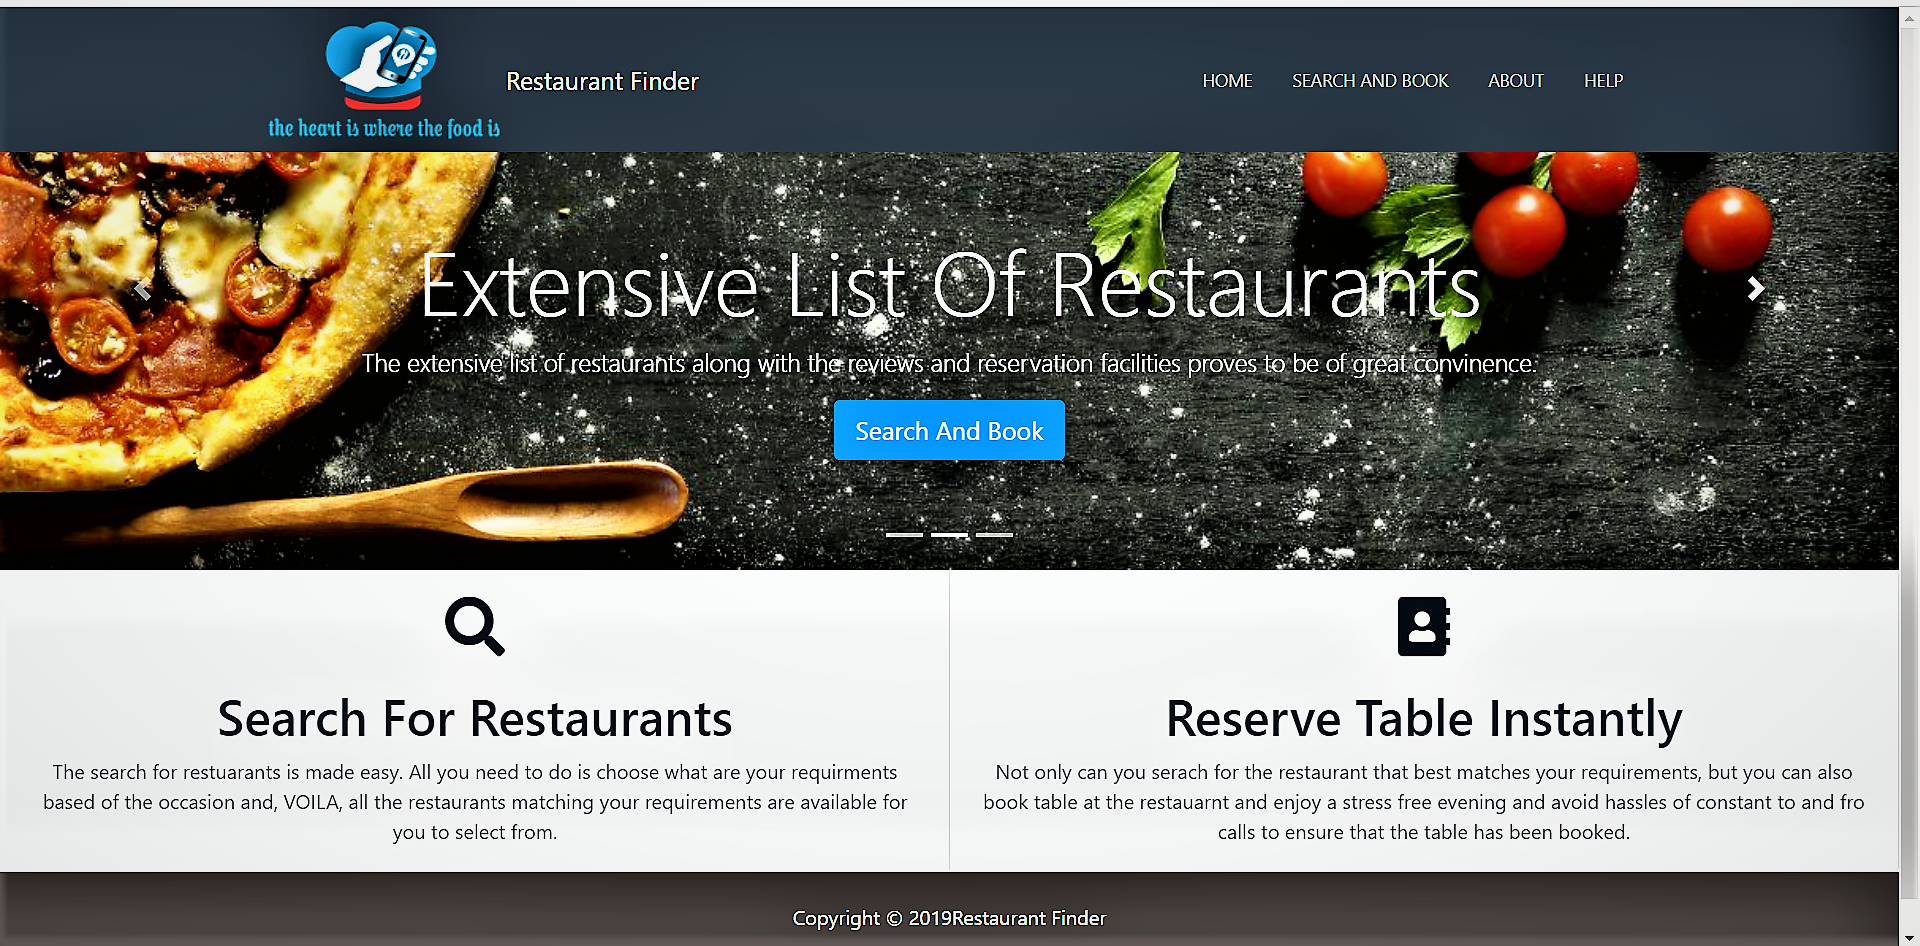 the heart is where the food is
Restaurant Finder
HOME SEARCH AND BOOK ABOUT HELP
Extensive List Of Restaurants
The extensive list of restaurants along with the reviews and reservation facilities proves to be of great convinence.
Search And Book
Search For Restaurants
The search for restuarants is made easy. All you need to do is choose what are your requirments
based of the occasion and, VOILA, all the restaurants matching your requirements are available for
you to select from.
Reserve Table Instantly
Not only can you serach for the restaurant that best matches your requirements, but you can also
book table at the restauarnt and enjoy a stress free evening and avoid hassles of constant to and fro
calls to ensure that the table has been booked.
Copyright © 2019Restaurant Finder